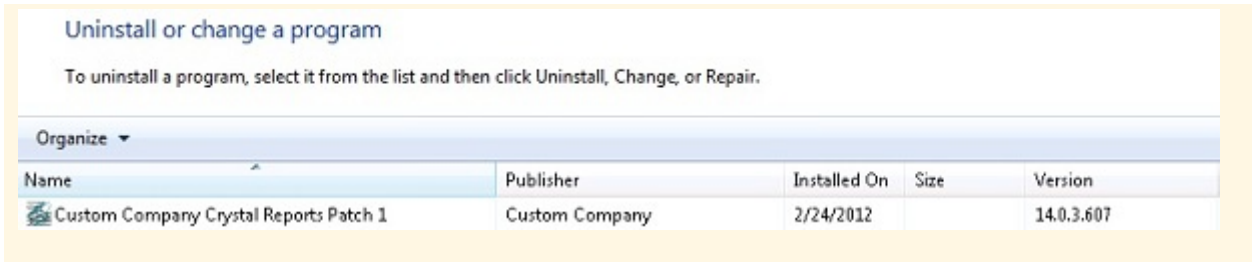 Uninstall or change a program
To uninstall a program, select it from the list and then click Uninstall, Change, or Repair.
Organize
Name Publisher Installed On Size Version
Custom Company Crystal Reports Patch 1 Custom Company 2/24/2012 14.0.3.607